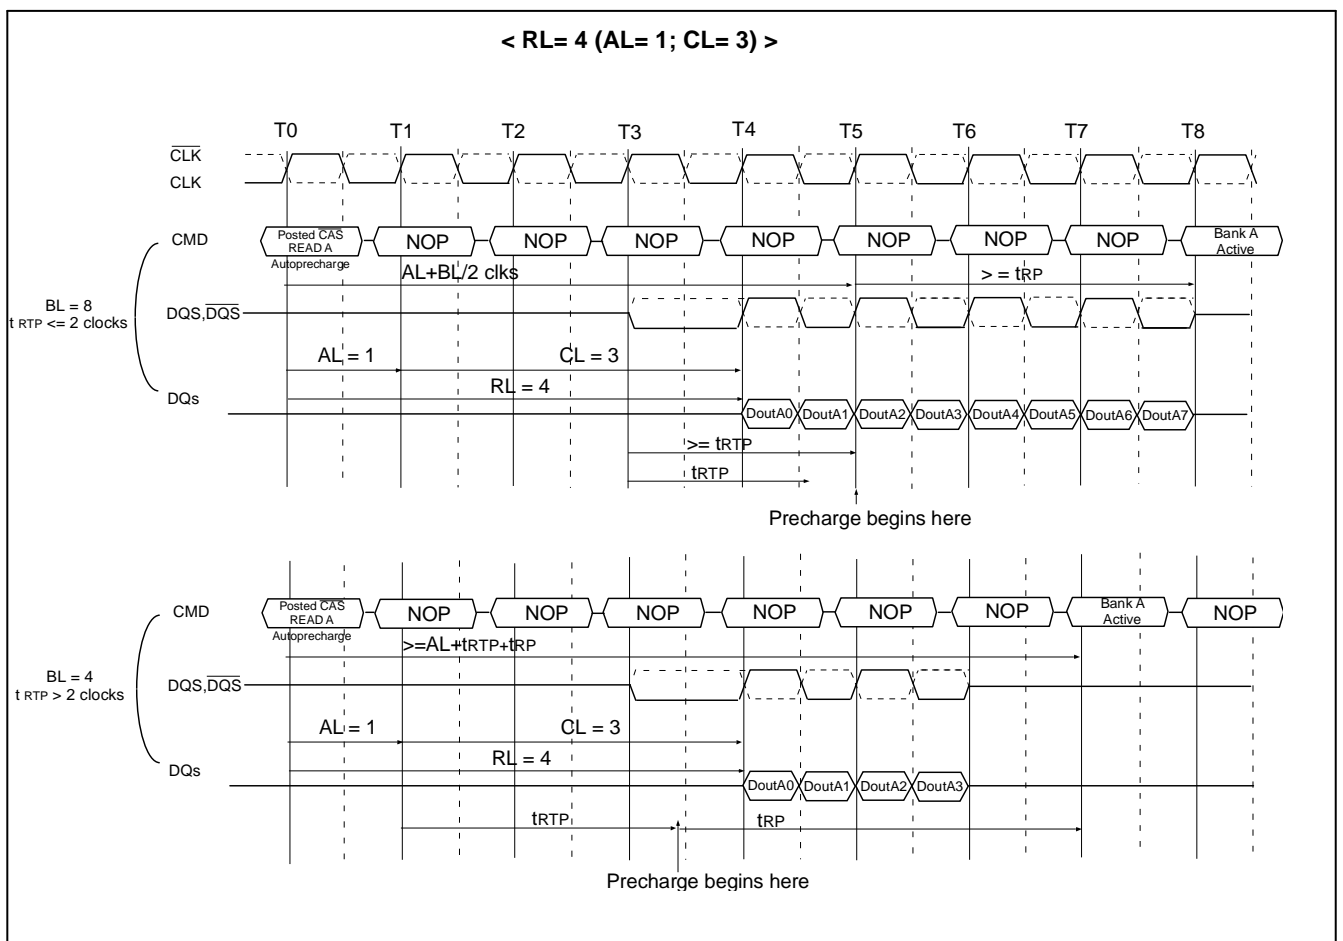 < RL= 4 (AL= 1; CL= 3) >
T0 T1 T2 T3 T4 T5 T6 T7 T8
CLK
CLK
CMD
Posted CAS
READ A
Autoprecharge
NOP NOP NOP NOP NOP NOP NOP
Bank A
Active
AL+BL/2 clks
> = tRP
BL = 8
t RTP <= 2 clocks
DQS,DQS
AL = 1
CL = 3
RL = 4
DQs
DoutA0 DoutA1 DoutA2 DoutA3 DoutA4 DoutA5 DoutA6 DoutA7
>= tRTP
tRTP
Precharge begins here
CMD
Posted CAS
READ A
Autoprecharge
NOP NOP NOP NOP NOP NOP
Bank A
Active
NOP
>=AL+tRTP+tRP
BL = 4
t RTP > 2 clocks
DQS,DQS
AL = 1
CL = 3
RL = 4
DQs
DoutA0 DoutA1 DoutA2 DoutA3
tRTP
tRP
Precharge begins here